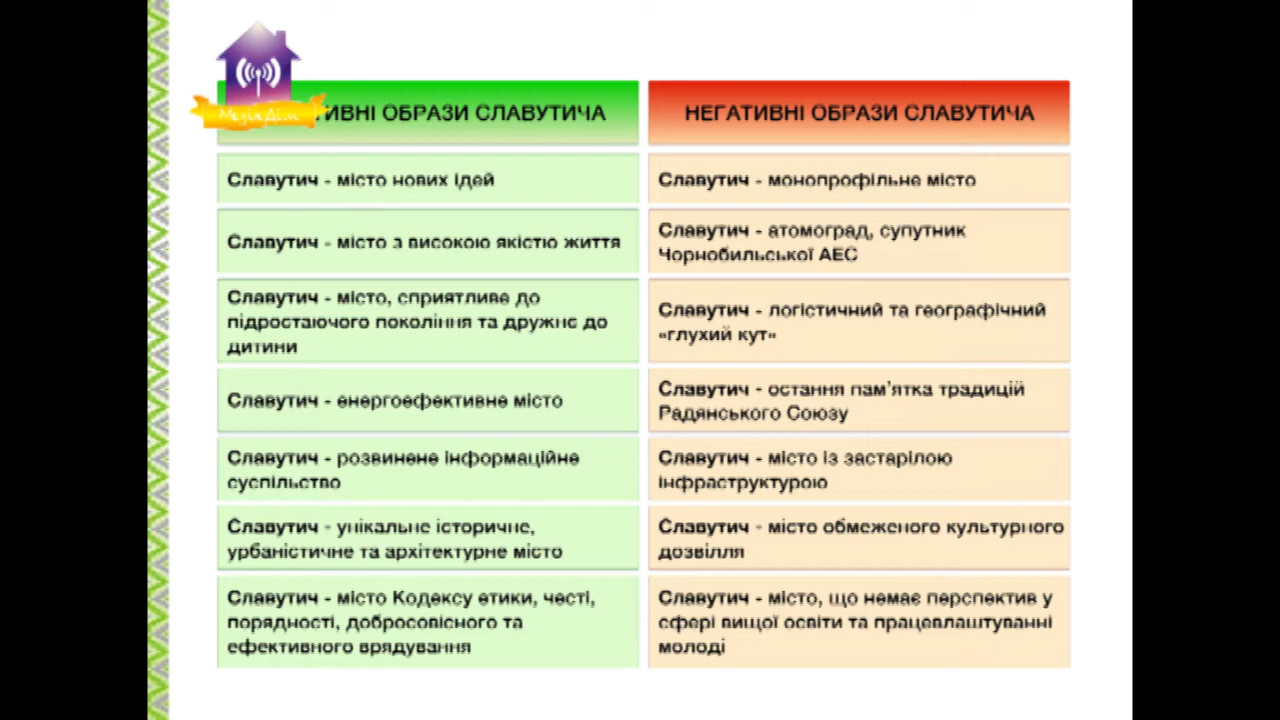 МедіаДім
ИВНІ ОБРАЗИ СЛАВУТИЧА
НЕГАТИВНІ ОБРАЗИ СЛАВУТИЧА
Славутич - місто нових ідей
Славутич - монопрофільне місто
Славутич - місто з високою якістю життя
Славутич - атомоград, супутник
Чорнобильської АЕС
Славутич - місто, сприятливе до
підростаючого покоління та дружнє до
дитини
Славутич - логістичний та географічний
«глухий кут»
Славутич - енергоефективне місто
Славутич - остання пам’ятка традицій
Радянського Союзу
Славутич - розвинене інформаційне
суспільство
Славутич - місто із застарілою
інфраструктурою
Славутич - унікальне історичне,
урбаністичне та архітектурне місто
Славутич - місто обмеженого культурного
дозвілля
Славутич - місто Кодексу етики, честі,
порядності, добросовісного та
ефективного врядування
Славутич - місто, що немає перспектив у
сфері вищої освіти та працевлаштуванні
молоді